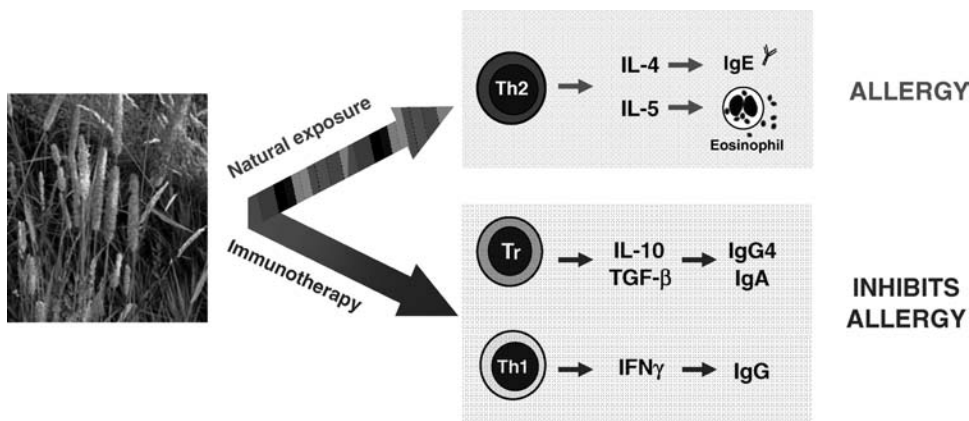 Natural exposure
Immunotherapy
Th2
IL-4
IgE
IL-5
Eosinophil
ALLERGY
Tr
IL-10
TGF-β
IgG4
IgA
Th1
IFNγ
IgG
INHIBITS
ALLERGY